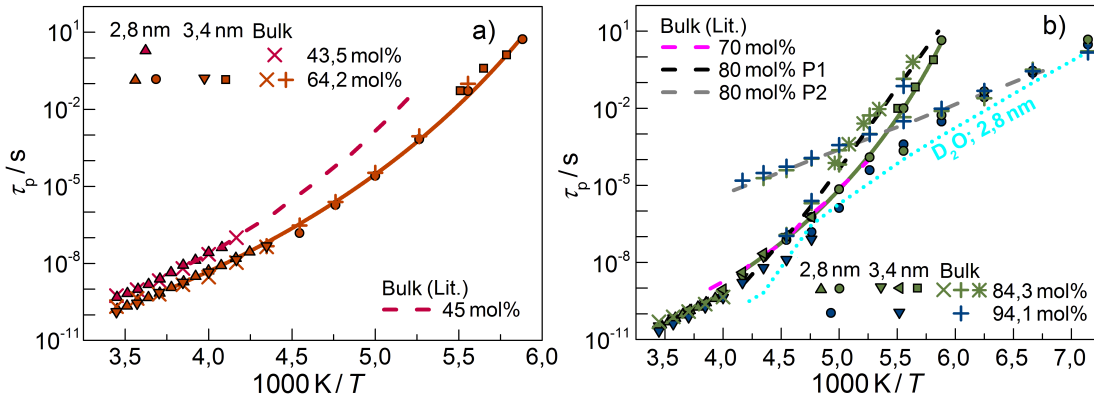 a)
2,8 nm 3,4 nm Bulk
43,5 mol%
64,2 mol%
Bulk (Lit.)
45 mol%
τp / s
10¹
10⁻²
10⁻⁵
10⁻⁸
10⁻¹¹
3,5 4,0 4,5 5,0 5,5 6,0
1000 K / T
b)
Bulk (Lit.)
70 mol%
80 mol% P1
80 mol% P2
D₂O; 2,8 nm
2,8 nm 3,4 nm Bulk
84,3 mol%
94,1 mol%
τp / s
10¹
10⁻²
10⁻⁵
10⁻⁸
10⁻¹¹
3,5 4,0 4,5 5,0 5,5 6,0 6,5 7,0
1000 K / T